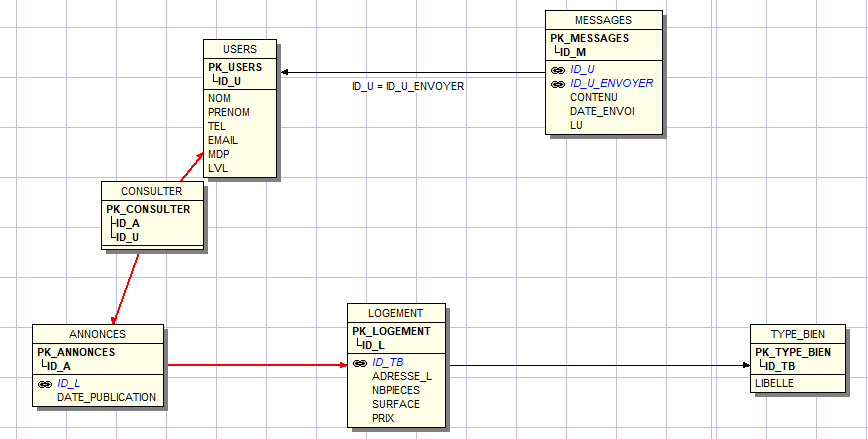 MESSAGES
PK_MESSAGES
ID_M
ID_U
ID_U_ENVOYER
CONTENU
DATE_ENVOI
LU
USERS
PK_USERS
ID_U
NOM
PRENOM
TEL
EMAIL
MDP
LVL
ID_U = ID_U_ENVOYER
CONSULTER
PK_CONSULTER
ID_A
ID_U
ANNONCES
PK_ANNONCES
ID_A
ID_L
DATE_PUBLICATION
LOGEMENT
PK_LOGEMENT
ID_L
ID_TB
ADRESSE_L
NBPIECES
SURFACE
PRIX
TYPE_BIEN
PK_TYPE_BIEN
ID_TB
LIBELLE